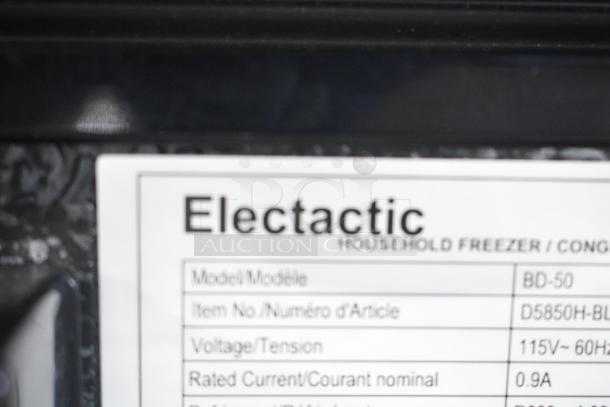 Electactic
HOUSEHOLD FREEZER / CONG
Model/Modèle BD-50
Item No./Numéro d'Article D5850H-BL
Voltage/Tension 115V~ 60Hz
Rated Current/Courant nominal 0.9A